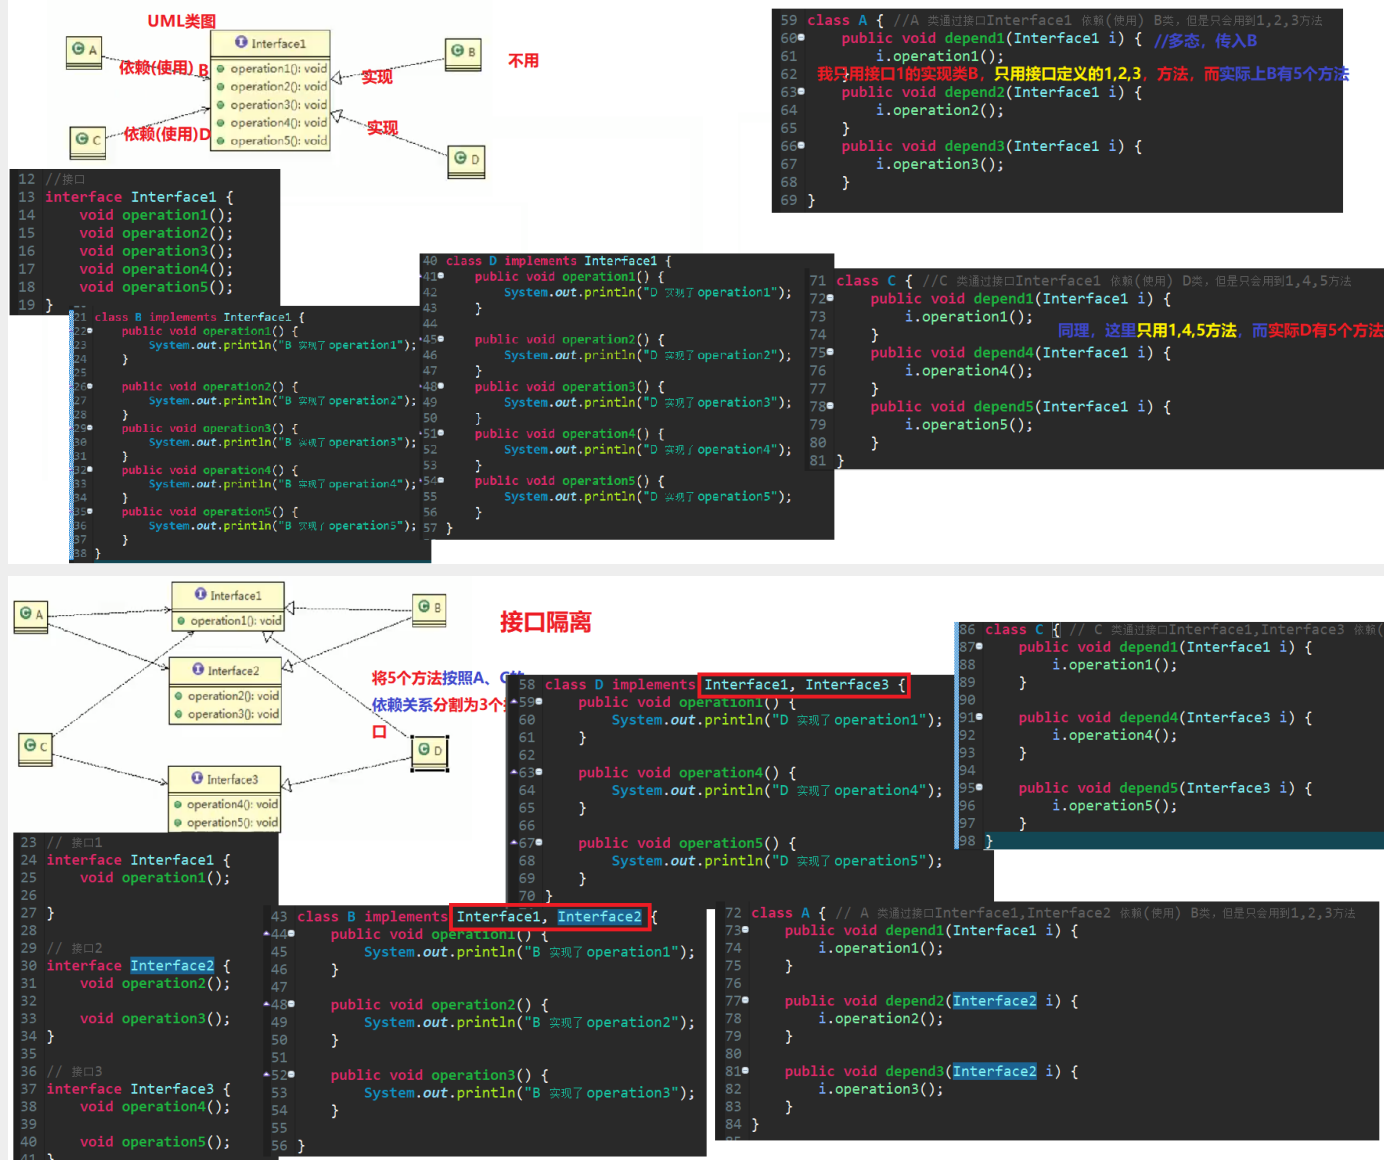 UML类图
C A
I Interface1
operation1(): void
operation2(): void
operation3(): void
operation4(): void
operation5(): void
C B
不用
依赖(使用) B
实现
C C
依赖(使用)D
实现
C D
59 class A { //A 类通过接口Interface1 依赖(使用) B类，但是只会用到1,2,3方法
60 public void depend1(Interface1 i) { //多态，传入B
61 i.operation1();
62 }
我只用接口1的实现类B，只用接口定义的1,2,3，方法，而实际上B有5个方法
63 public void depend2(Interface1 i) {
64 i.operation2();
65 }
66 public void depend3(Interface1 i) {
67 i.operation3();
68 }
69 }
12 //接口
13 interface Interface1 {
14 void operation1();
15 void operation2();
16 void operation3();
17 void operation4();
18 void operation5();
19 }
21 class B implements Interface1 {
22 public void operation1() {
23 System.out.println("B 实现了 operation1");
24 }
25
26 public void operation2() {
27 System.out.println("B 实现了 operation2");
28 }
29 public void operation3() {
30 System.out.println("B 实现了 operation3");
31 }
32 public void operation4() {
33 System.out.println("B 实现了 operation4");
34 }
35 public void operation5() {
36 System.out.println("B 实现了 operation5");
37 }
38 }
40 class D implements Interface1 {
41 public void operation1() {
42 System.out.println("D 实现了 operation1");
43 }
44
45 public void operation2() {
46 System.out.println("D 实现了 operation2");
47 }
48 public void operation3() {
49 System.out.println("D 实现了 operation3");
50 }
51 public void operation4() {
52 System.out.println("D 实现了 operation4");
53 }
54 public void operation5() {
55 System.out.println("D 实现了 operation5");
56 }
57 }
71 class C { //C 类通过接口Interface1 依赖(使用) D类，但是只会用到1,4,5方法
72 public void depend1(Interface1 i) {
73 i.operation1();
74 }
同理，这里只用1,4,5方法，而实际D有5个方法
75 public void depend4(Interface1 i) {
76 i.operation4();
77 }
78 public void depend5(Interface1 i) {
79 i.operation5();
80 }
81 }
C A
I Interface1
operation1(): void
C B
接口隔离
I Interface2
operation2(): void
operation3(): void
将5个方法按照A、C的
依赖关系分割为3个
口
C C
C D
I Interface3
operation4(): void
operation5(): void
58 class D implements Interface1, Interface3 {
59 public void operation1() {
60 System.out.println("D 实现了 operation1");
61 }
62
63 public void operation4() {
64 System.out.println("D 实现了 operation4");
65 }
66
67 public void operation5() {
68 System.out.println("D 实现了 operation5");
69 }
70 }
86 class C { // C 类通过接口Interface1,Interface3 依赖(
87 public void depend1(Interface1 i) {
88 i.operation1();
89 }
90
91 public void depend4(Interface3 i) {
92 i.operation4();
93 }
94
95 public void depend5(Interface3 i) {
96 i.operation5();
97 }
98 }
23 // 接口1
24 interface Interface1 {
25 void operation1();
26
27 }
28
29 // 接口2
30 interface Interface2 {
31 void operation2();
32
33 void operation3();
34 }
35
36 // 接口3
37 interface Interface3 {
38 void operation4();
39
40 void operation5();
41 }
43 class B implements Interface1, Interface2 {
44 public void operation1() {
45 System.out.println("B 实现了 operation1");
46 }
47
48 public void operation2() {
49 System.out.println("B 实现了 operation2");
50 }
51
52 public void operation3() {
53 System.out.println("B 实现了 operation3");
54 }
55
56 }
72 class A { // A 类通过接口Interface1,Interface2 依赖(使用) B类，但是只会用到1,2,3方法
73 public void depend1(Interface1 i) {
74 i.operation1();
75 }
76
77 public void depend2(Interface2 i) {
78 i.operation2();
79 }
80
81 public void depend3(Interface2 i) {
82 i.operation3();
83 }
84 }